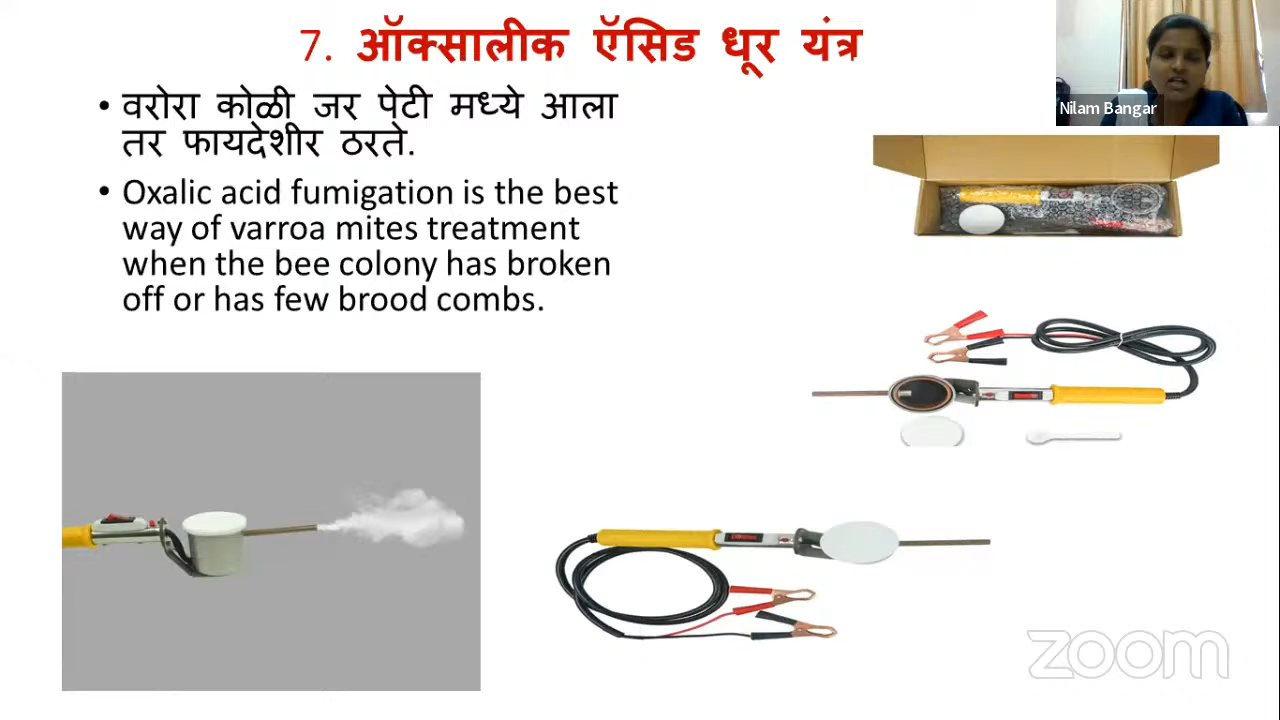 7. ऑक्सालीक ऍसिड धूर यंत्र
Nilam Bangar
• वरोरा कोळी जर पेटी मध्ये आला
तर फायदेशीर ठरते.
• Oxalic acid fumigation is the best
way of varroa mites treatment
when the bee colony has broken
off or has few brood combs.
zoom